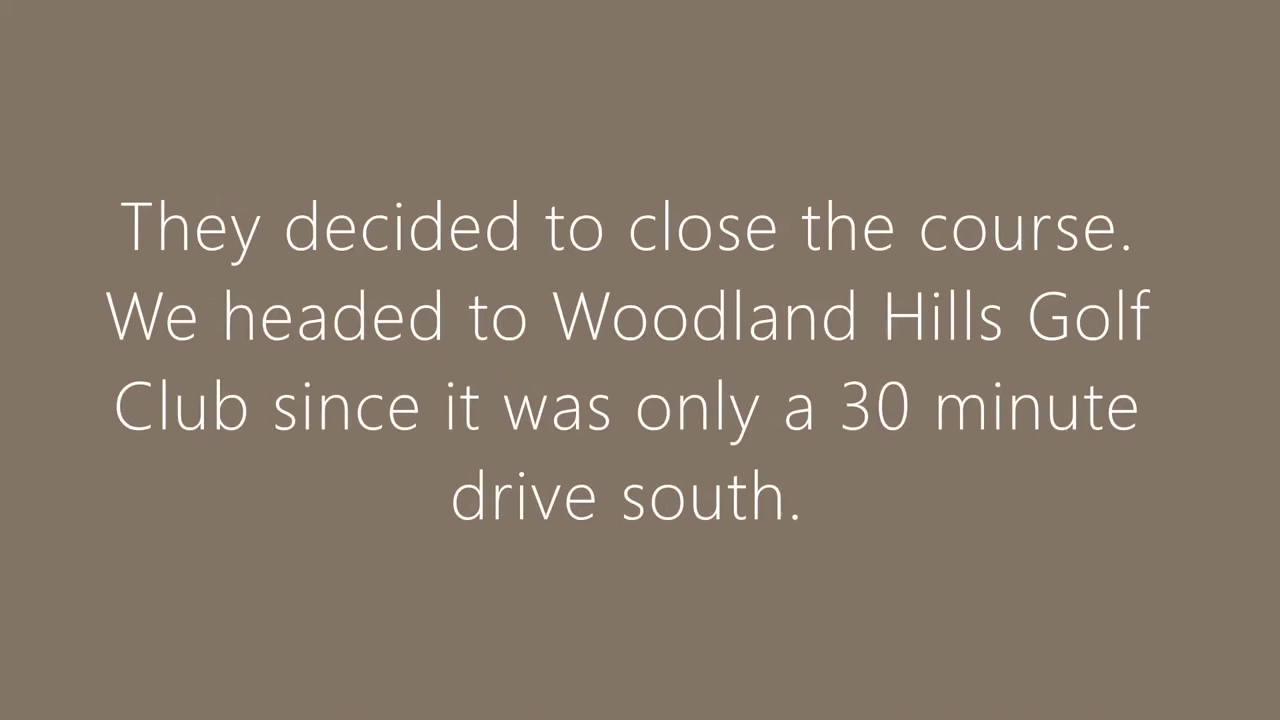 They decided to close the course.
We headed to Woodland Hills Golf
Club since it was only a 30 minute
drive south.